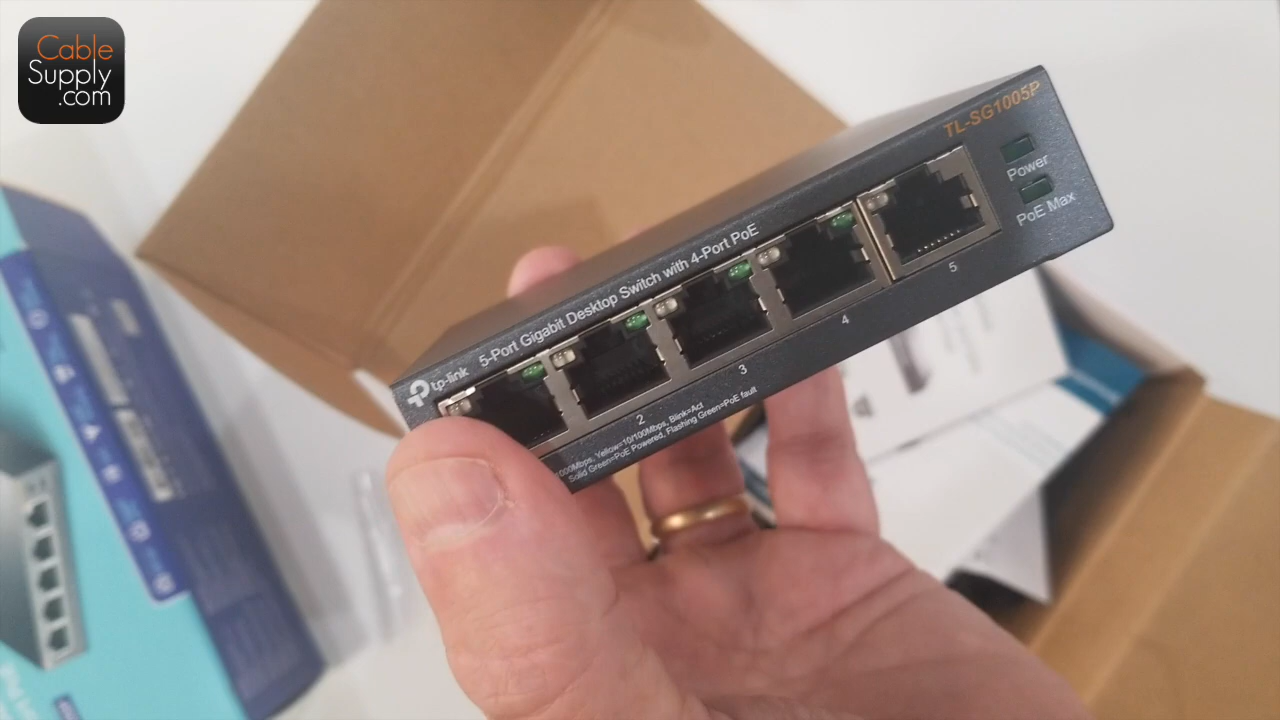 Cable
Supply
.com
TL-SG1005P
Power
PoE Max
tp-link
5-Port Gigabit Desktop Switch with 4-Port PoE
5
4
3
2
000Mbps, Yellow=10/100Mbps, Blink=Act
Solid Green=PoE Powered, Flashing Green=PoE fault